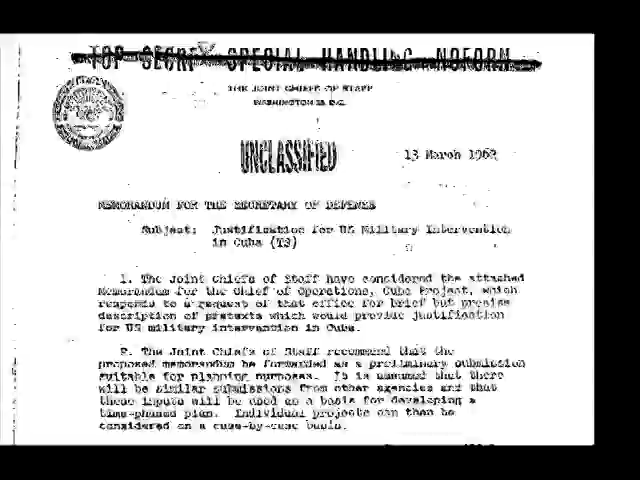 TOP SECRET SPECIAL HANDLING NOFORN
THE JOINT CHIEFS OF STAFF
WASHINGTON 25, D.C.
UNCLASSIFIED
13 March 1962
MEMORANDUM FOR THE SECRETARY OF DEFENSE
Subject: Justification for US Military Intervention
in Cuba (TS)
1. The Joint Chiefs of Staff have considered the attached
Memorandum for the Chief of Operations, Cuba Project, which
responds to a request of that office for brief but precise
description of pretexts which would provide justification
for US military intervention in Cuba.
2. The Joint Chiefs of Staff recommend that the
proposed memorandum be forwarded as a preliminary submission
suitable for planning purposes. It is assumed that there
will be similar submissions from other agencies and that
these inputs will be used as a basis for developing a
time-phased plan. Individual projects can then be
considered on a case-by-case basis.